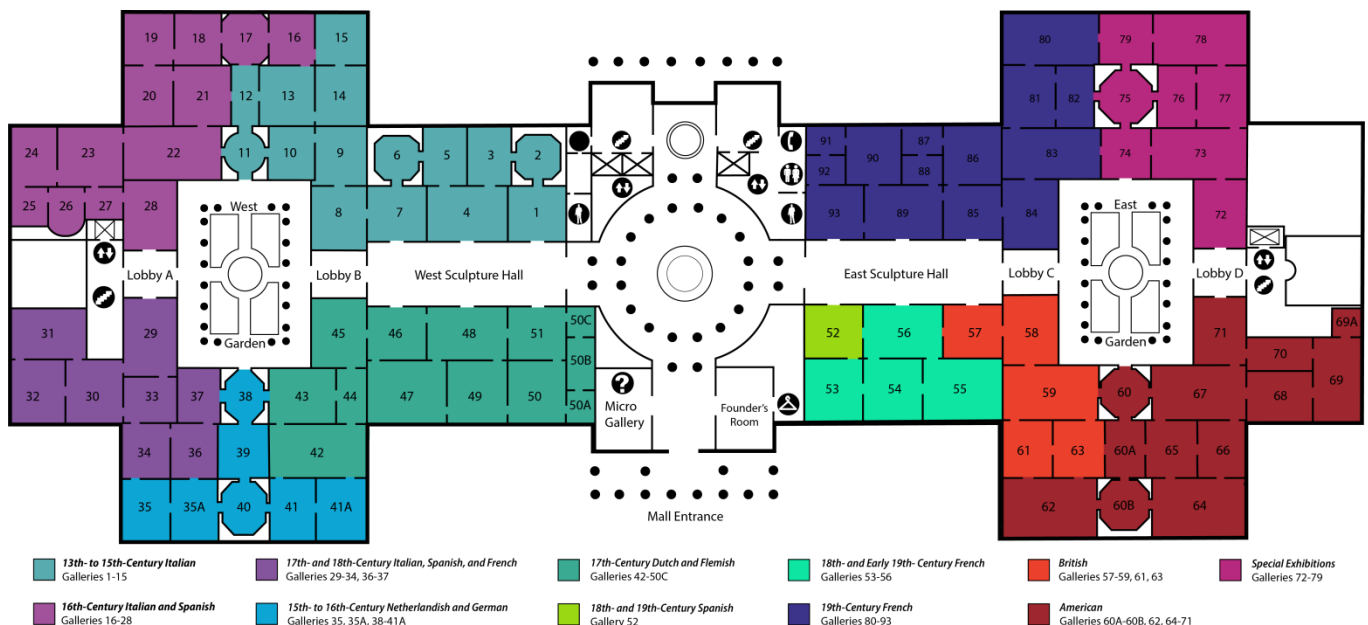 19 18 17 16 15 80 79 78
20 21 12 13 14 81 82 75 76 77
24 23 22 11 10 9 6 5 3 2 91 90 87 86 83 74 73
92 88
25 26 27 28 8 7 4 1 93 89 85 84 72
West East
Lobby A Lobby B West Sculpture Hall East Sculpture Hall Lobby C Lobby D
Garden Garden
31 29 45 46 48 51 50C 52 56 57 58 71 69A
50B 70
32 30 33 37 38 43 44 47 49 50 50A 53 54 55 59 60 67 68 69
?
Micro
Gallery
Founder's
Room
34 36 39 42 61 63 60A 65 66
35 35A 40 41 41A 62 60B 64
Mall Entrance
13th- to 15th-Century Italian
Galleries 1-15
17th- and 18th-Century Italian, Spanish, and French
Galleries 29-34, 36-37
17th-Century Dutch and Flemish
Galleries 42-50C
18th- and Early 19th- Century French
Galleries 53-56
British
Galleries 57-59, 61, 63
Special Exhibitions
Galleries 72-79
16th-Century Italian and Spanish
Galleries 16-28
15th- to 16th-Century Netherlandish and German
Galleries 35, 35A, 38-41A
18th- and 19th-Century Spanish
Gallery 52
19th-Century French
Galleries 80-93
American
Galleries 60A-60B, 62, 64-71